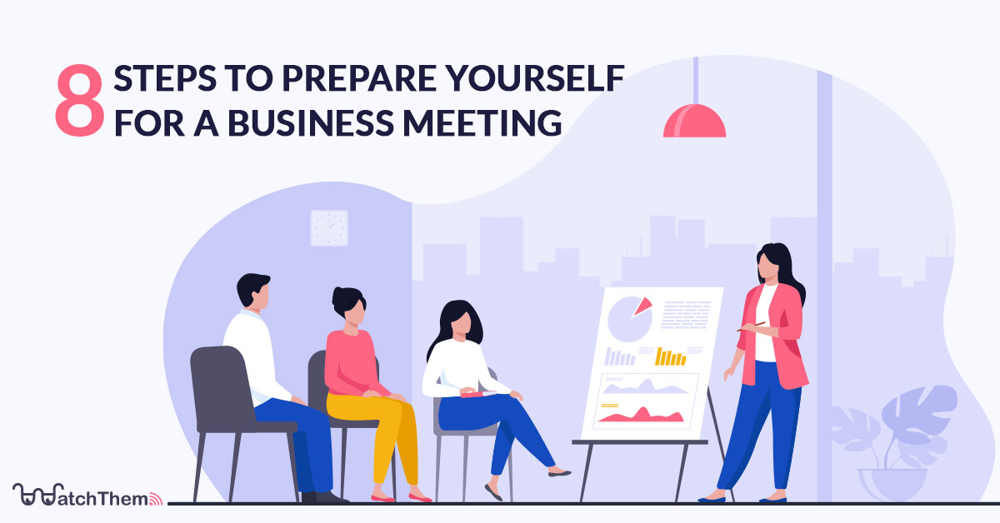 8 STEPS TO PREPARE YOURSELF
FOR A BUSINESS MEETING
WatchThem